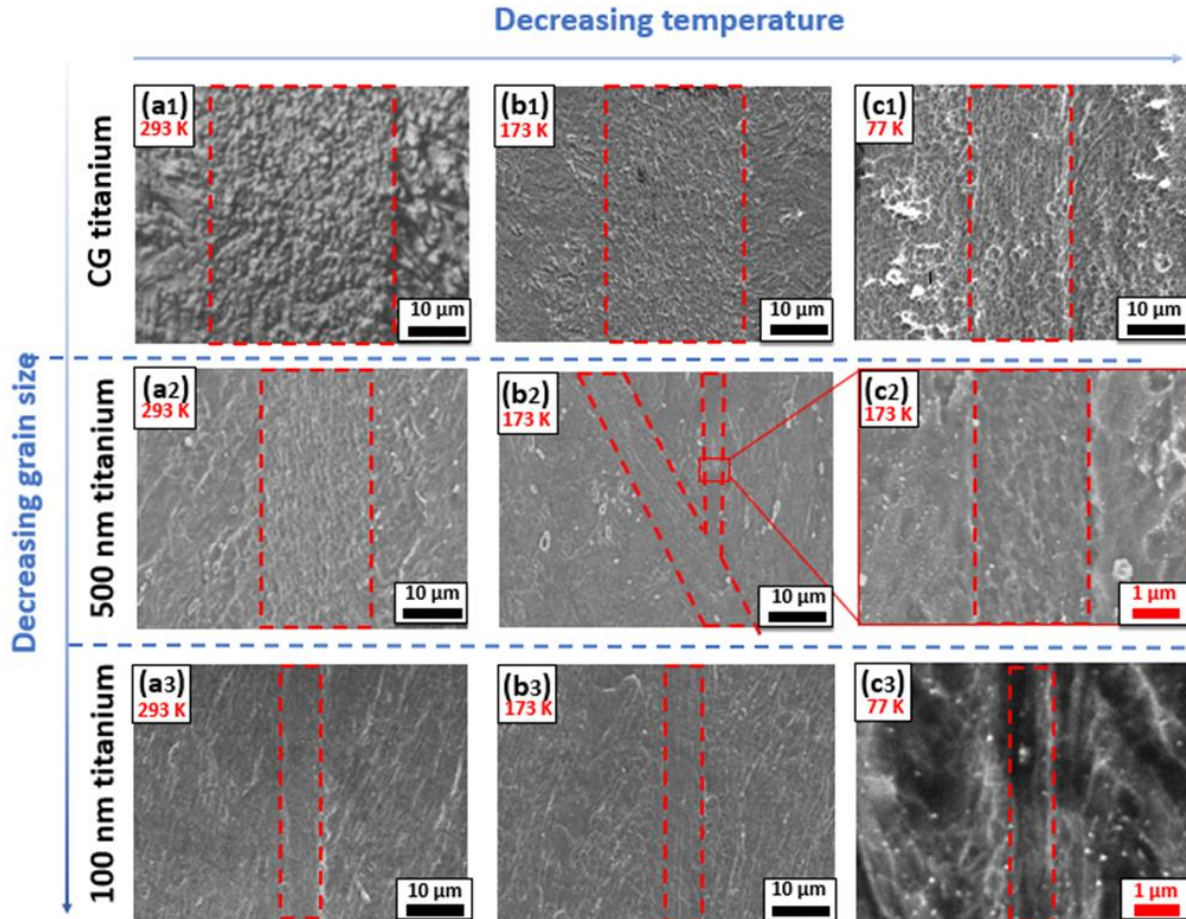 Decreasing temperature
Decreasing grain size
CG titanium
(a1)
293 K
10 µm
(b1)
173 K
10 µm
(c1)
77 K
10 µm
500 nm titanium
(a2)
293 K
10 µm
(b2)
173 K
10 µm
(c2)
173 K
1 µm
100 nm titanium
(a3)
293 K
10 µm
(b3)
173 K
10 µm
(c3)
77 K
1 µm